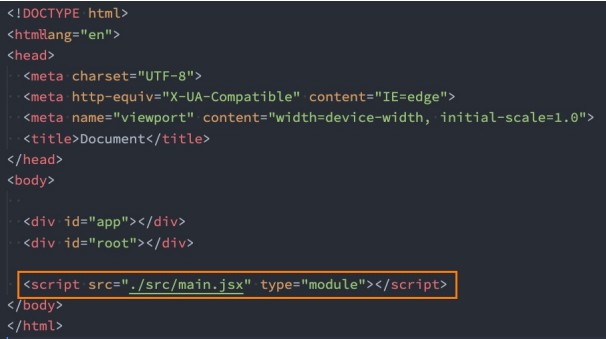 <!DOCTYPE html>
<html lang="en">
<head>
<meta charset="UTF-8">
<meta http-equiv="X-UA-Compatible" content="IE=edge">
<meta name="viewport" content="width=device-width, initial-scale=1.0">
<title>Document</title>
</head>
<body>
<div id="app"></div>
<div id="root"></div>
<script src="./src/main.jsx" type="module"></script>
</body>
</html>